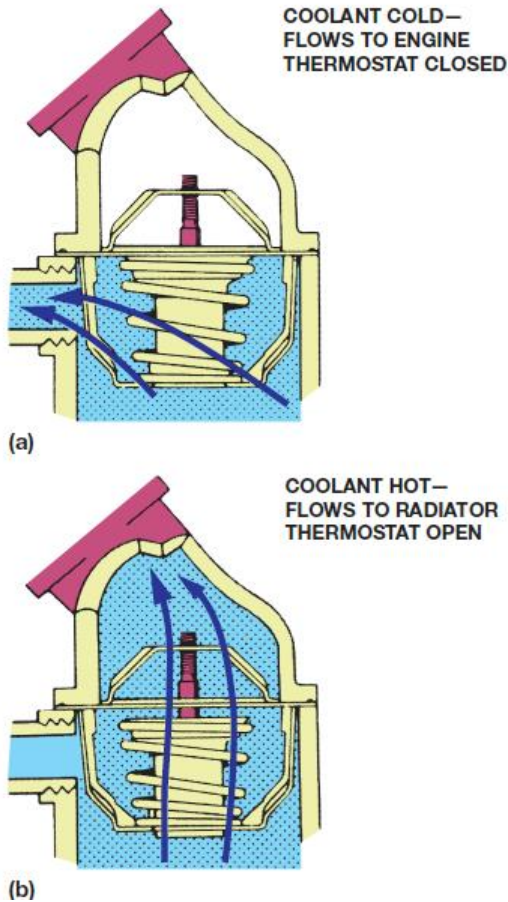 COOLANT COLD—
FLOWS TO ENGINE
THERMOSTAT CLOSED
(a)
COOLANT HOT—
FLOWS TO RADIATOR
THERMOSTAT OPEN
(b)